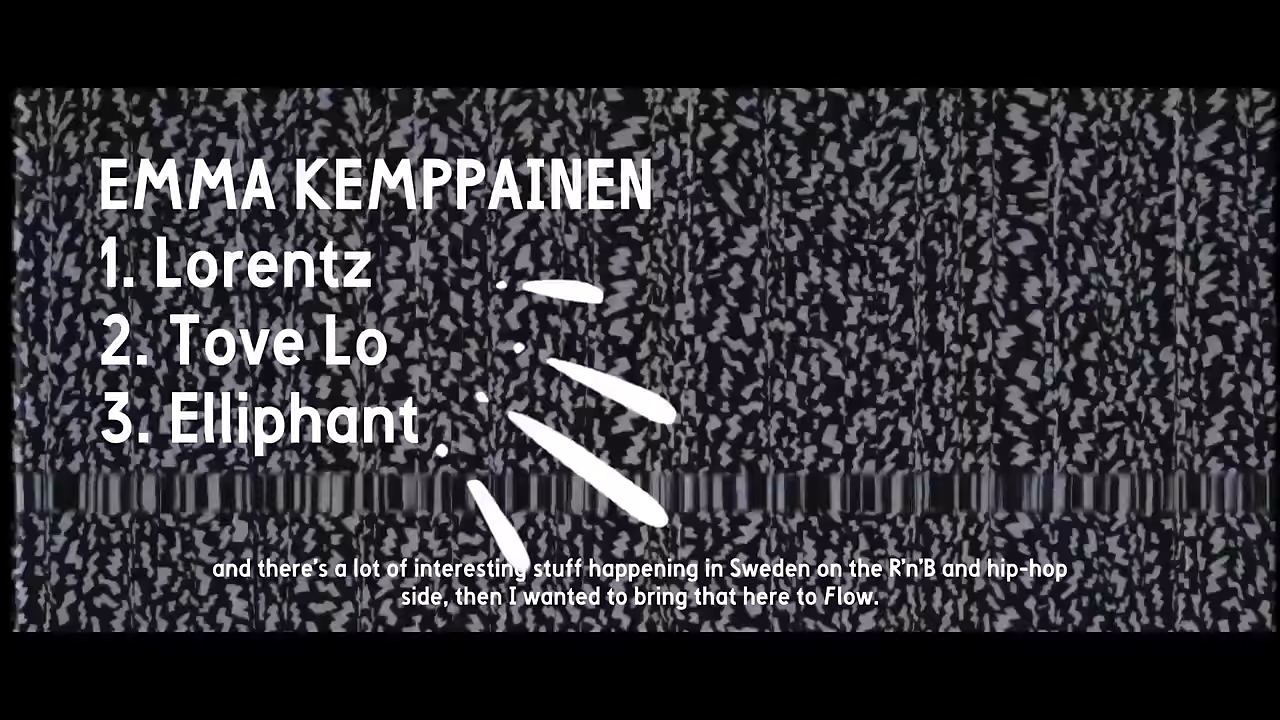 EMMA KEMPPAINEN
1. Lorentz
2. Tove Lo
3. Elliphant
and there's a lot of interesting stuff happening in Sweden on the R'n'B and hip-hop
side, then I wanted to bring that here to Flow.